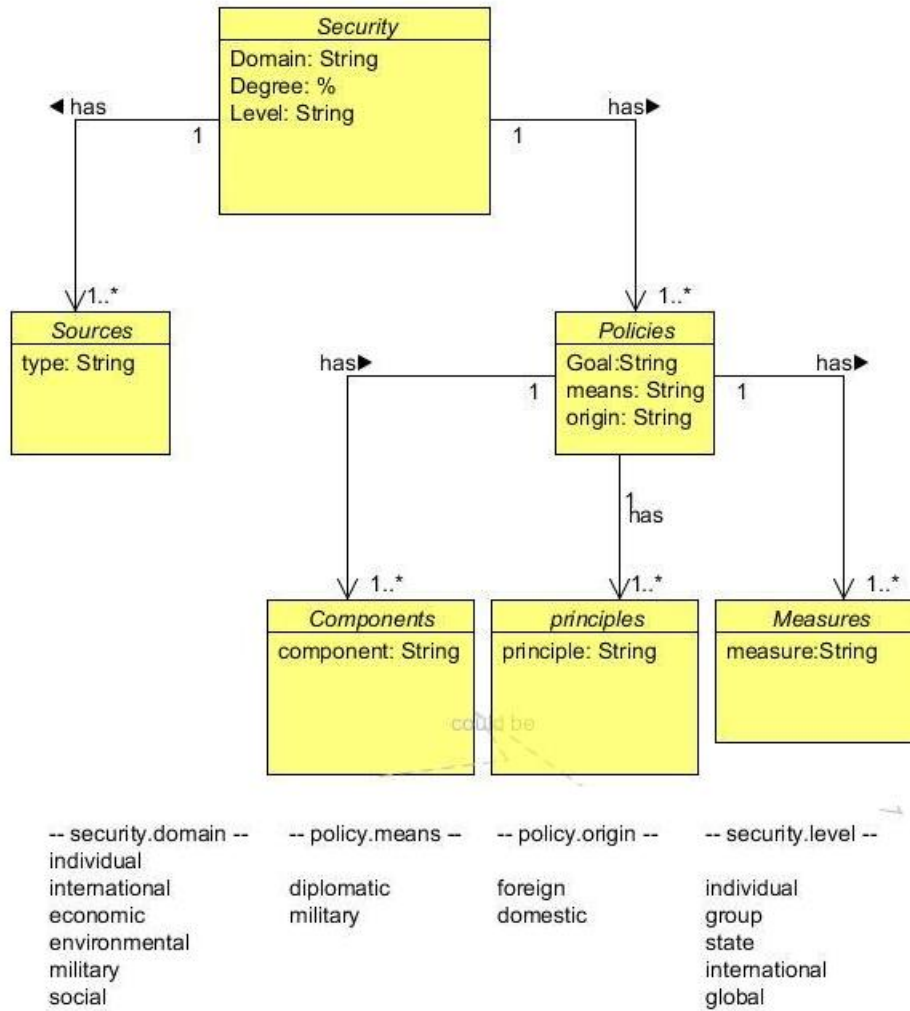 Security
Domain: String
Degree: %
Level: String
◄ has
has►
1
1
1..*
1..*
Sources
type: String
Policies
Goal:String
means: String
origin: String
has►
has►
1
1
1
has
1..*
1..*
1..*
Components
component: String
principles
principle: String
Measures
measure:String
could be
1
-- security.domain --
individual
international
economic
environmental
military
social
-- policy.means --
diplomatic
military
-- policy.origin --
foreign
domestic
-- security.level --
individual
group
state
international
global